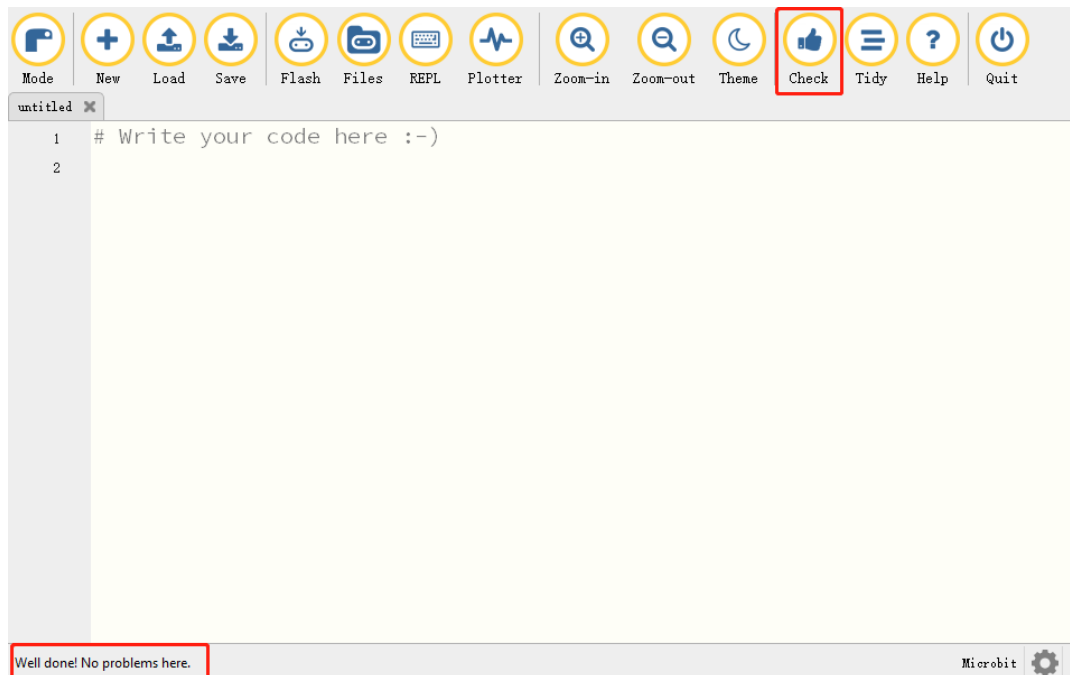 Mode New Load Save Flash Files REPL Plotter Zoom-in Zoom-out Theme Check Tidy Help Quit
untitled
1 # Write your code here :-)
2
Well done! No problems here. Microbit